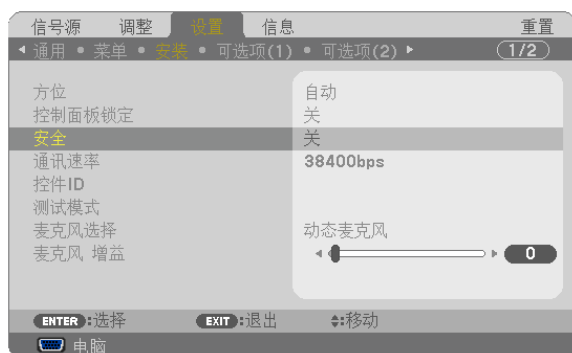 信号源 调整 设置 信息 重置
通用 • 菜单 • 安装 • 可选项(1) • 可选项(2) 1/2
方位 自动
控制面板锁定 关
安全 关
通讯速率 38400bps
控件ID
测试模式
麦克风选择 动态麦克风
麦克风 增益 0
ENTER:选择 EXIT:退出 :移动
电脑